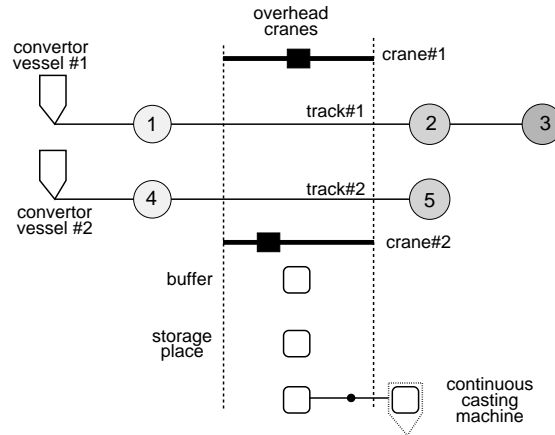 overhead
cranes
convertor
vessel #1
crane#1
track#1
1
2
3
track#2
4
5
convertor
vessel #2
crane#2
buffer
storage
place
continuous
casting
machine